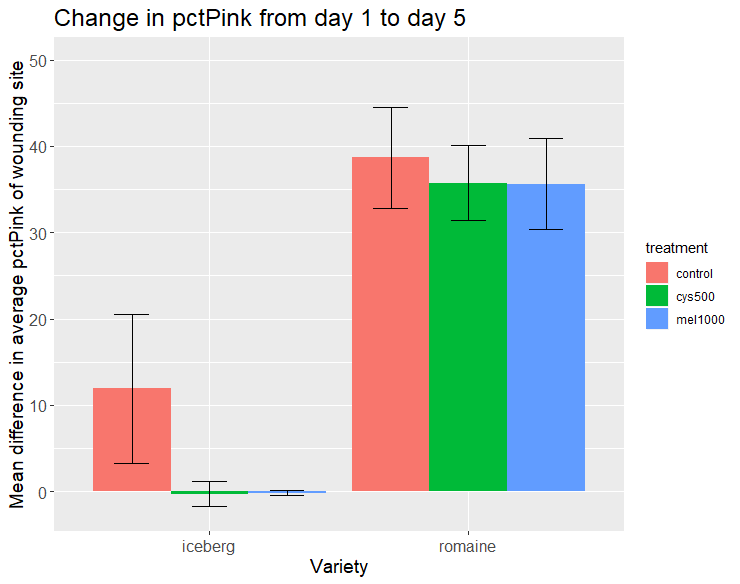 Change in pctPink from day 1 to day 5
Mean difference in average pctPink of wounding site
50
40
30
20
10
0
iceberg
romaine
Variety
treatment
control
cys500
mel1000